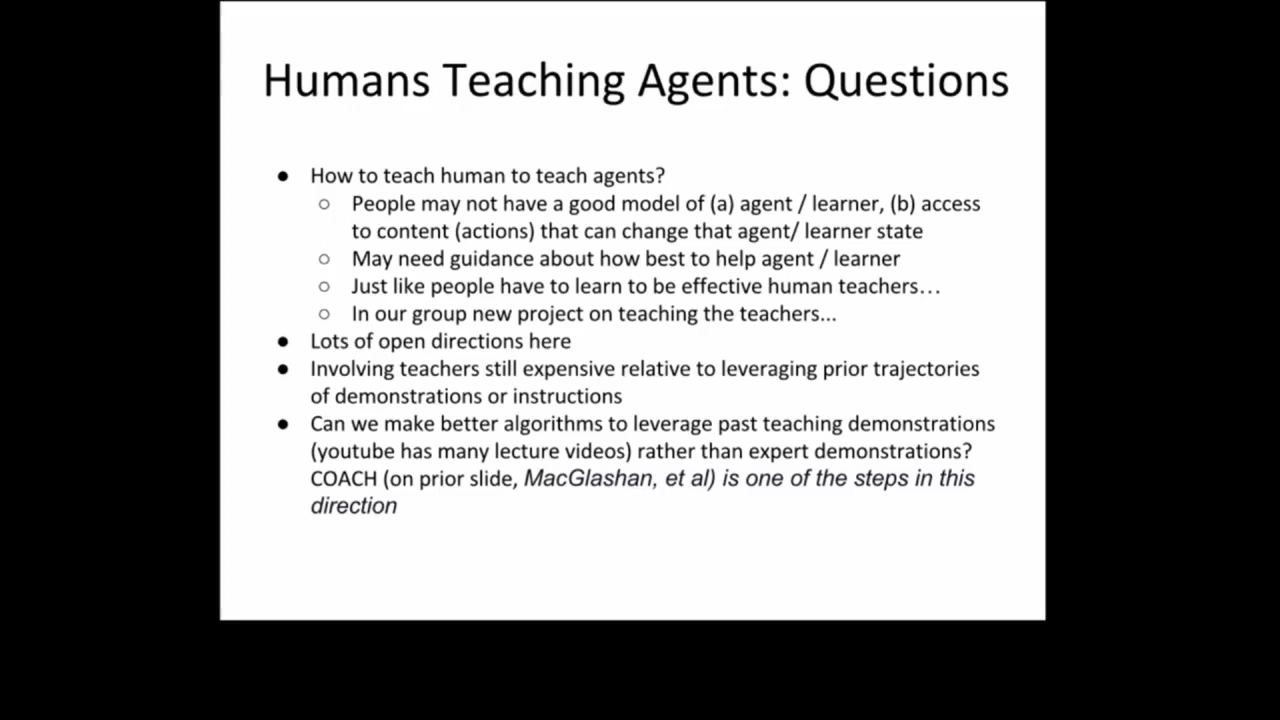 Humans Teaching Agents: Questions
● How to teach human to teach agents?
○ People may not have a good model of (a) agent / learner, (b) access
to content (actions) that can change that agent/ learner state
○ May need guidance about how best to help agent / learner
○ Just like people have to learn to be effective human teachers…
○ In our group new project on teaching the teachers...
● Lots of open directions here
● Involving teachers still expensive relative to leveraging prior trajectories
of demonstrations or instructions
● Can we make better algorithms to leverage past teaching demonstrations
(youtube has many lecture videos) rather than expert demonstrations?
COACH (on prior slide, MacGlashan, et al) is one of the steps in this
direction